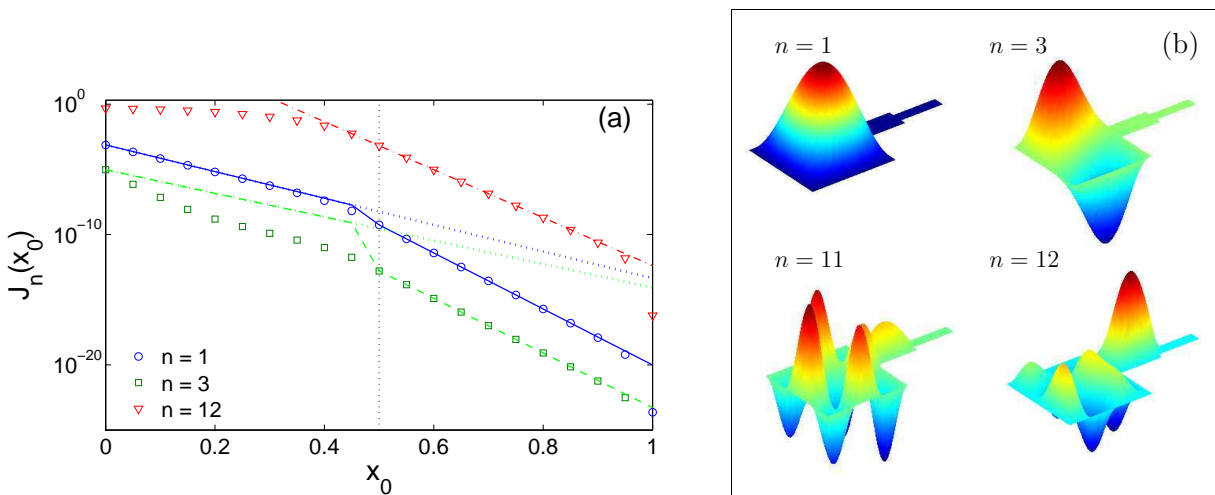 (a)
10^0
10^-10
10^-20
J_n(x_0)
n = 1
n = 3
n = 12
0 0.2 0.4 0.6 0.8 1
x_0
(b)
n = 1
n = 3
n = 11
n = 12